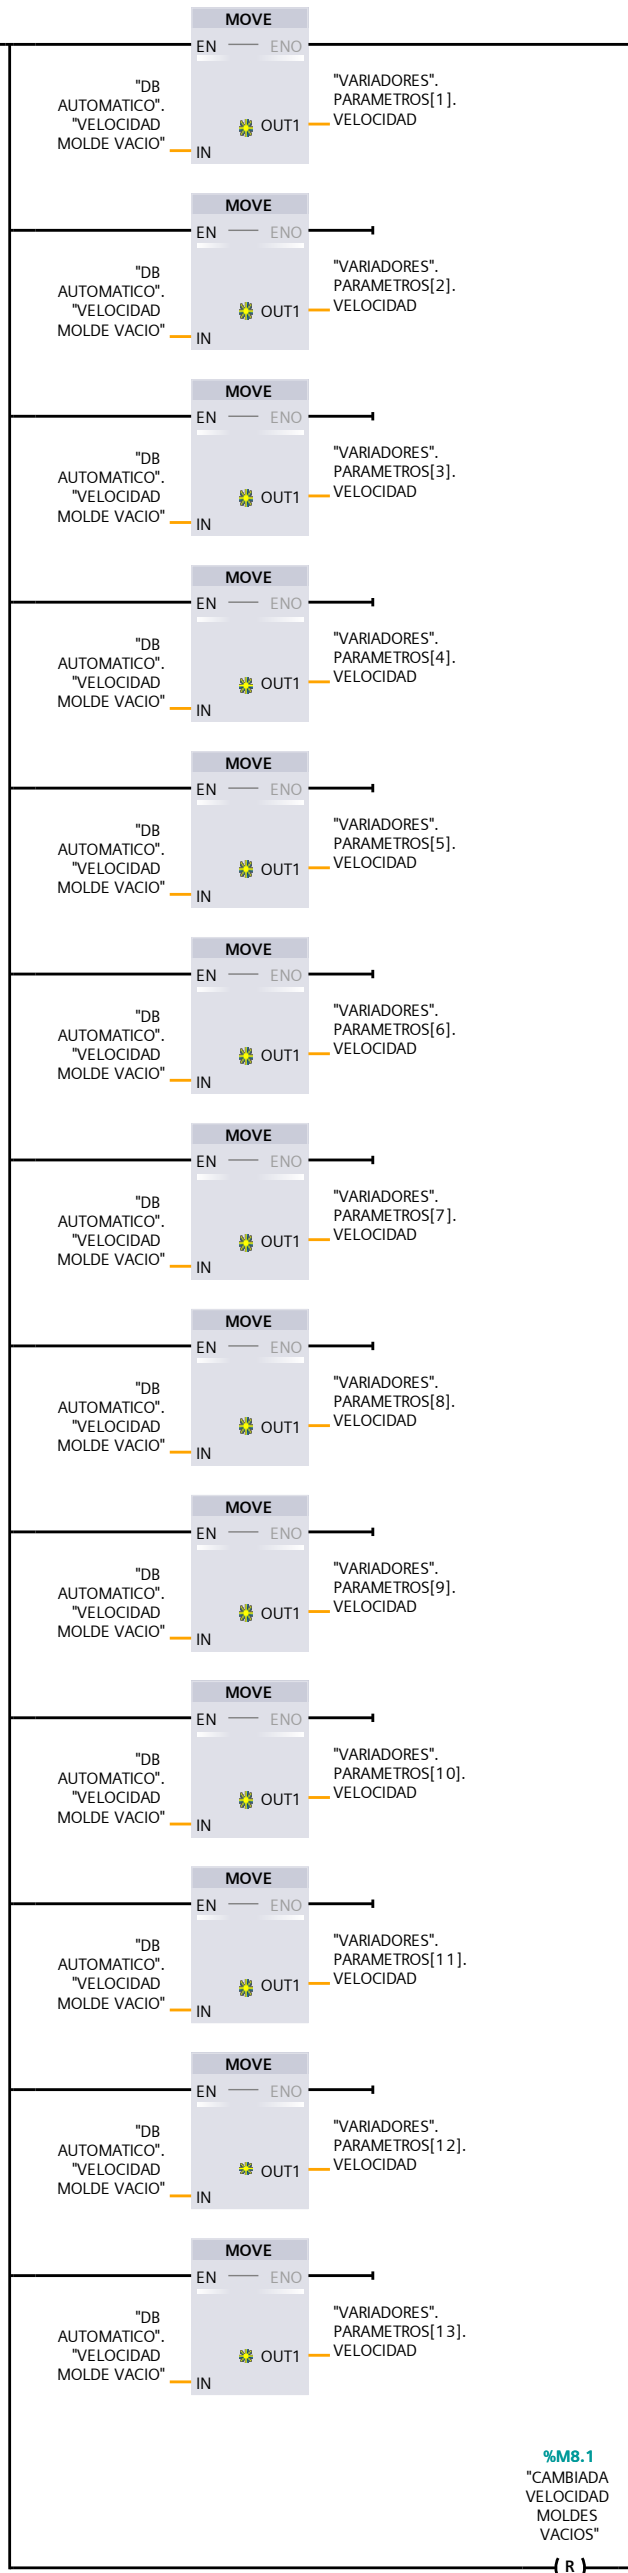 MOVE
EN ENO
"DB
AUTOMATICO".
"VELOCIDAD
MOLDE VACIO"
IN
OUT1
"VARIADORES".
PARAMETROS[1].
VELOCIDAD
MOVE
EN ENO
"DB
AUTOMATICO".
"VELOCIDAD
MOLDE VACIO"
IN
OUT1
"VARIADORES".
PARAMETROS[2].
VELOCIDAD
MOVE
EN ENO
"DB
AUTOMATICO".
"VELOCIDAD
MOLDE VACIO"
IN
OUT1
"VARIADORES".
PARAMETROS[3].
VELOCIDAD
MOVE
EN ENO
"DB
AUTOMATICO".
"VELOCIDAD
MOLDE VACIO"
IN
OUT1
"VARIADORES".
PARAMETROS[4].
VELOCIDAD
MOVE
EN ENO
"DB
AUTOMATICO".
"VELOCIDAD
MOLDE VACIO"
IN
OUT1
"VARIADORES".
PARAMETROS[5].
VELOCIDAD
MOVE
EN ENO
"DB
AUTOMATICO".
"VELOCIDAD
MOLDE VACIO"
IN
OUT1
"VARIADORES".
PARAMETROS[6].
VELOCIDAD
MOVE
EN ENO
"DB
AUTOMATICO".
"VELOCIDAD
MOLDE VACIO"
IN
OUT1
"VARIADORES".
PARAMETROS[7].
VELOCIDAD
MOVE
EN ENO
"DB
AUTOMATICO".
"VELOCIDAD
MOLDE VACIO"
IN
OUT1
"VARIADORES".
PARAMETROS[8].
VELOCIDAD
MOVE
EN ENO
"DB
AUTOMATICO".
"VELOCIDAD
MOLDE VACIO"
IN
OUT1
"VARIADORES".
PARAMETROS[9].
VELOCIDAD
MOVE
EN ENO
"DB
AUTOMATICO".
"VELOCIDAD
MOLDE VACIO"
IN
OUT1
"VARIADORES".
PARAMETROS[10].
VELOCIDAD
MOVE
EN ENO
"DB
AUTOMATICO".
"VELOCIDAD
MOLDE VACIO"
IN
OUT1
"VARIADORES".
PARAMETROS[11].
VELOCIDAD
MOVE
EN ENO
"DB
AUTOMATICO".
"VELOCIDAD
MOLDE VACIO"
IN
OUT1
"VARIADORES".
PARAMETROS[12].
VELOCIDAD
MOVE
EN ENO
"DB
AUTOMATICO".
"VELOCIDAD
MOLDE VACIO"
IN
OUT1
"VARIADORES".
PARAMETROS[13].
VELOCIDAD
%M8.1
"CAMBIADA
VELOCIDAD
MOLDES
VACIOS"
( R )